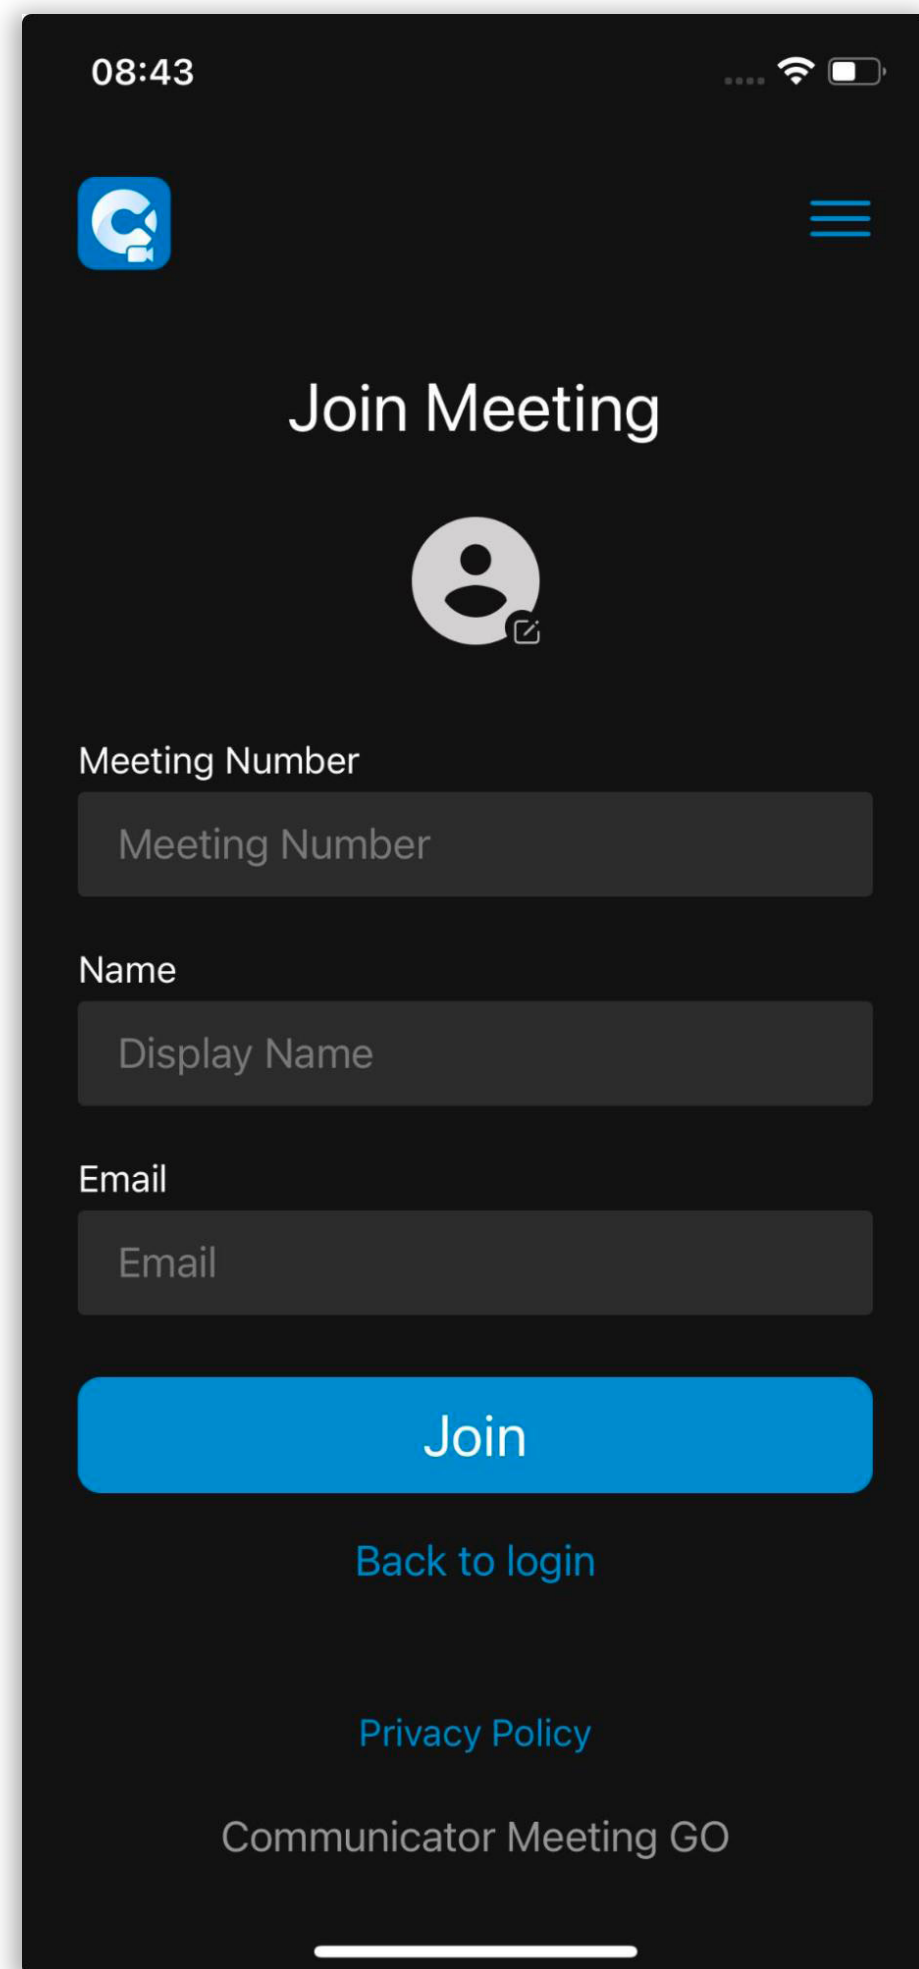 08:43
Join Meeting
Meeting Number
Meeting Number
Name
Display Name
Email
Email
Join
Back to login
Privacy Policy
Communicator Meeting GO